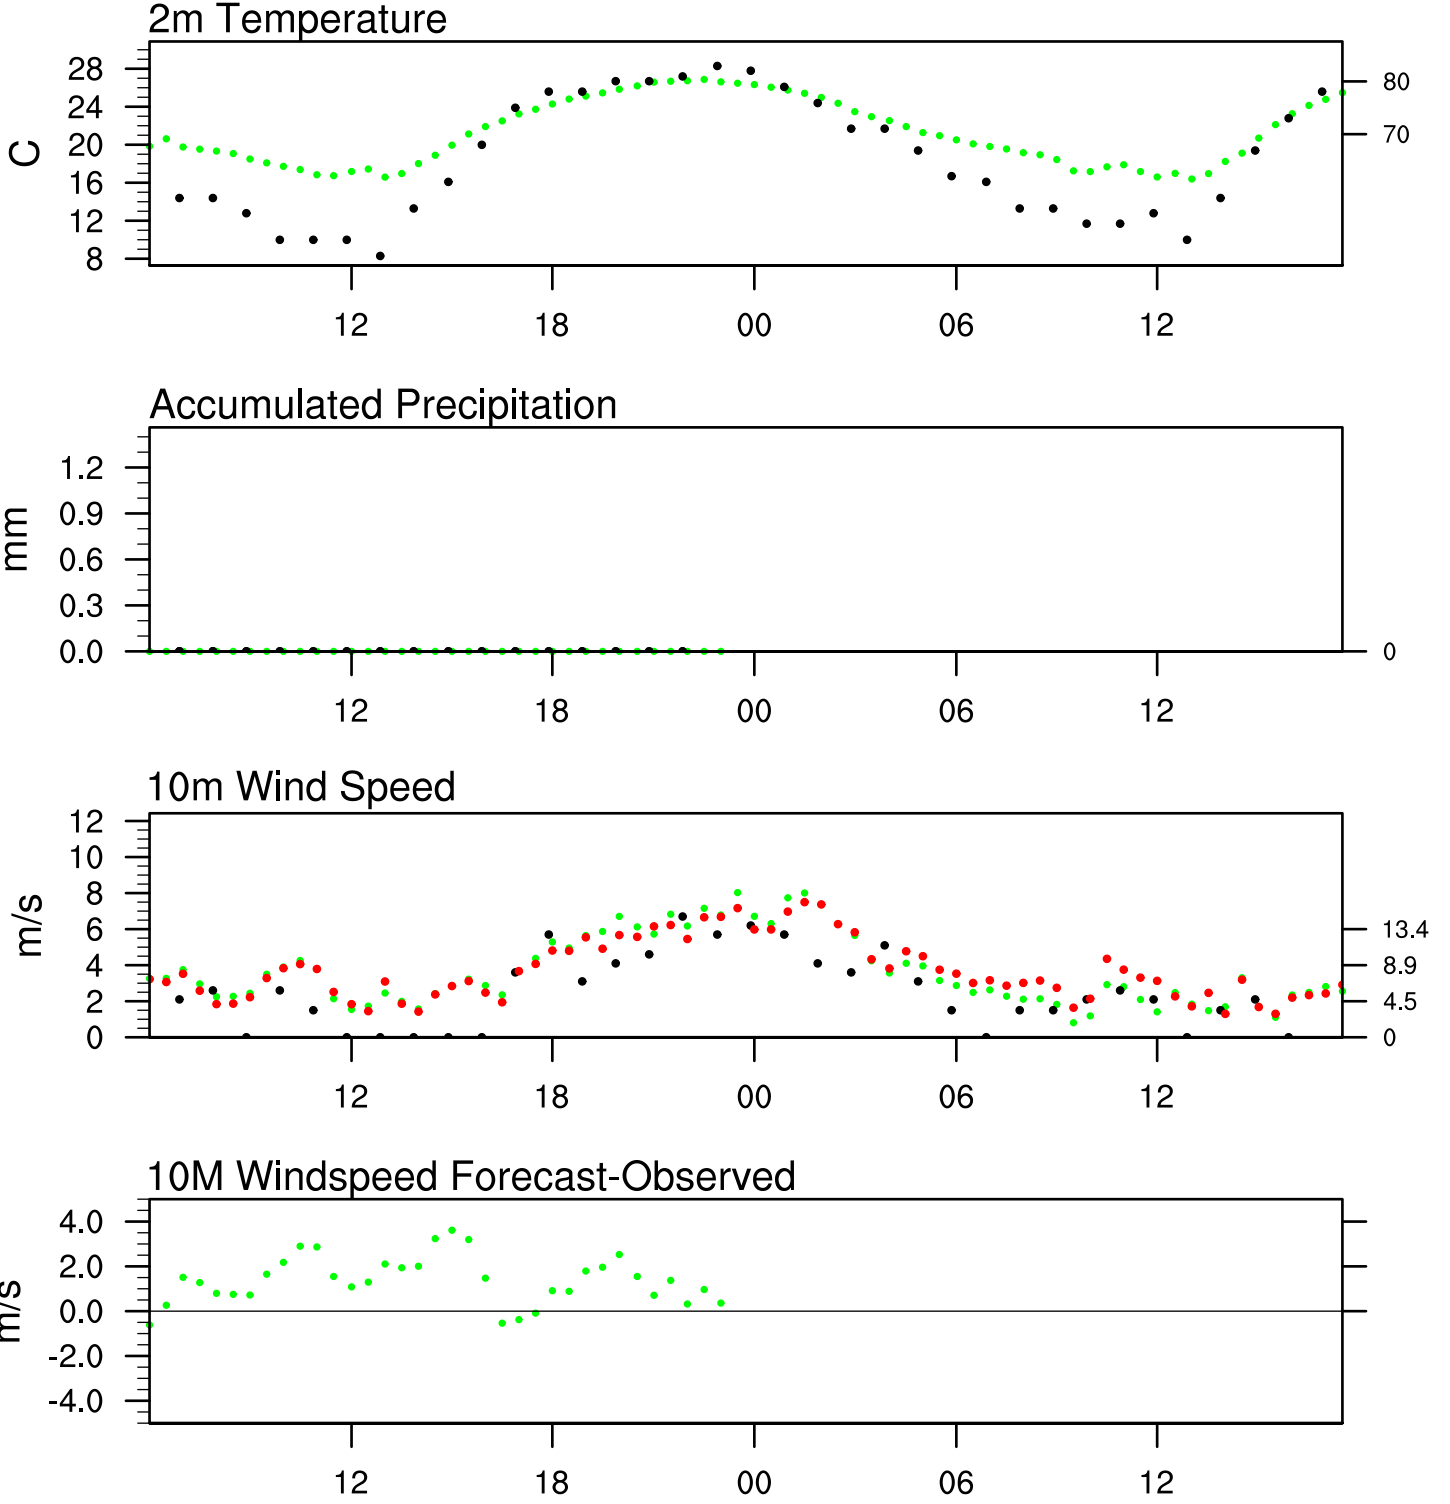 2m Temperature
C
28
24
20
16
12
8
80
70
12 18 00 06 12
Accumulated Precipitation
mm
1.2
0.9
0.6
0.3
0.0
0
12 18 00 06 12
10m Wind Speed
m/s
12
10
8
6
4
2
0
13.4
8.9
4.5
0
12 18 00 06 12
10M Windspeed Forecast-Observed
m/s
4.0
2.0
0.0
-2.0
-4.0
12 18 00 06 12